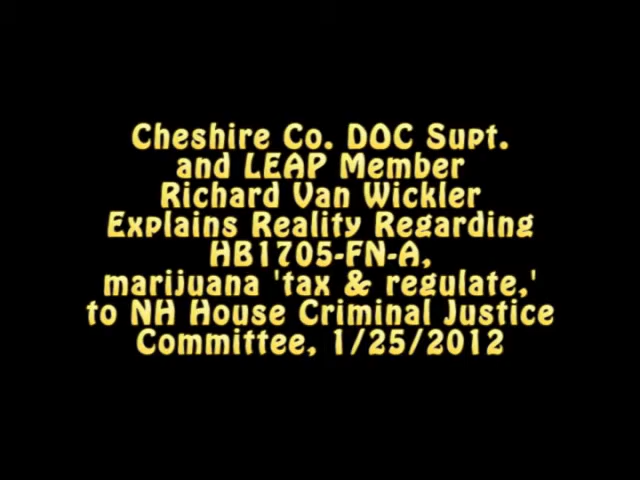 Cheshire Co. DOC Supt.
and LEAP Member
Richard Van Wickler
Explains Reality Regarding
HB1705-FN-A,
marijuana 'tax & regulate,'
to NH House Criminal Justice
Committee, 1/25/2012